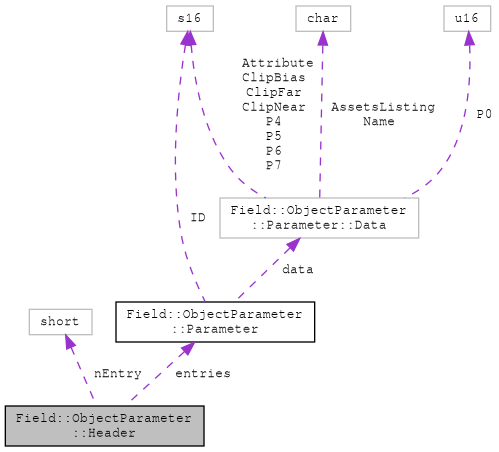 s16
char
u16
Attribute
ClipBias
ClipFar
ClipNear
P4
P5
P6
P7
AssetsListing
Name
P0
ID
Field::ObjectParameter
::Parameter::Data
data
short
Field::ObjectParameter
::Parameter
nEntry
entries
Field::ObjectParameter
::Header